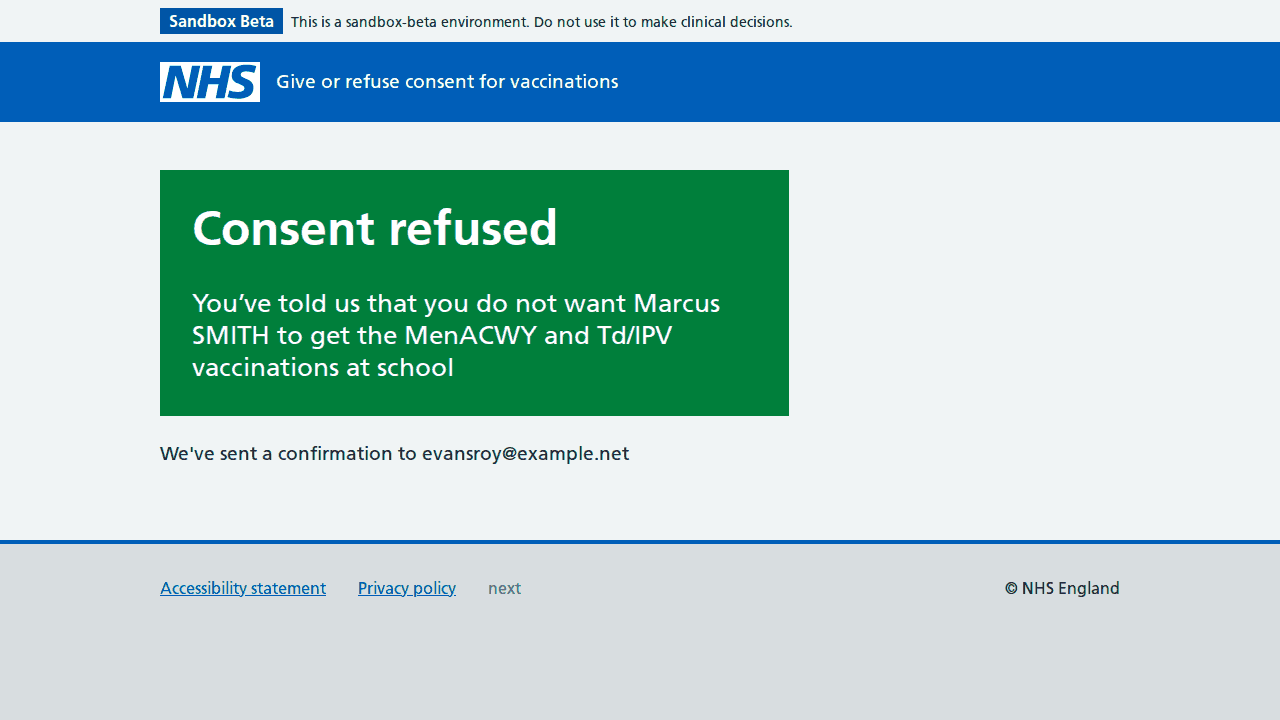 Sandbox Beta This is a sandbox-beta environment. Do not use it to make clinical decisions.
NHS Give or refuse consent for vaccinations
Consent refused
You’ve told us that you do not want Marcus
SMITH to get the MenACWY and Td/IPV
vaccinations at school
We've sent a confirmation to evansroy@example.net
Accessibility statement Privacy policy next © NHS England